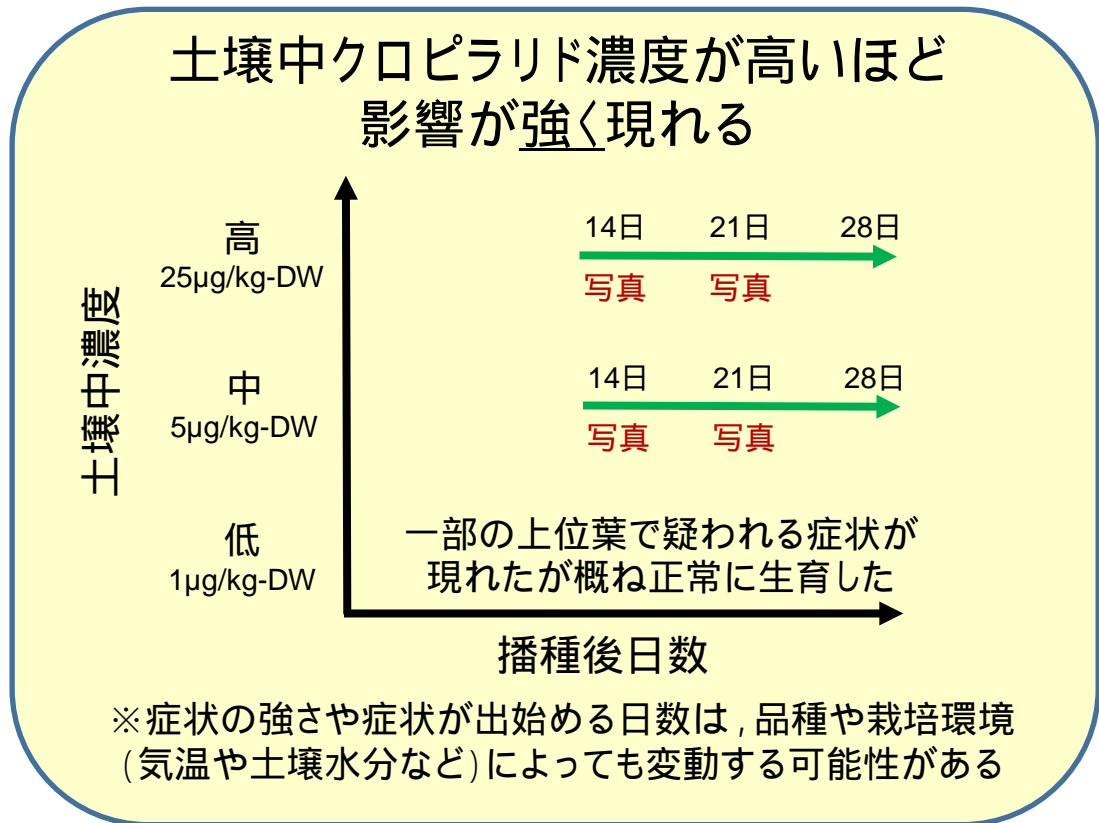 土壌中クロピラリド濃度が高いほど
影響が強く現れる
土壌中濃度
高
25µg/kg-DW
14日 21日 28日
写真 写真
中
5µg/kg-DW
14日 21日 28日
写真 写真
低
1µg/kg-DW
一部の上位葉で疑われる症状が
現れたが概ね正常に生育した
播種後日数
※症状の強さや症状が出始める日数は,品種や栽培環境
(気温や土壌水分など)によっても変動する可能性がある